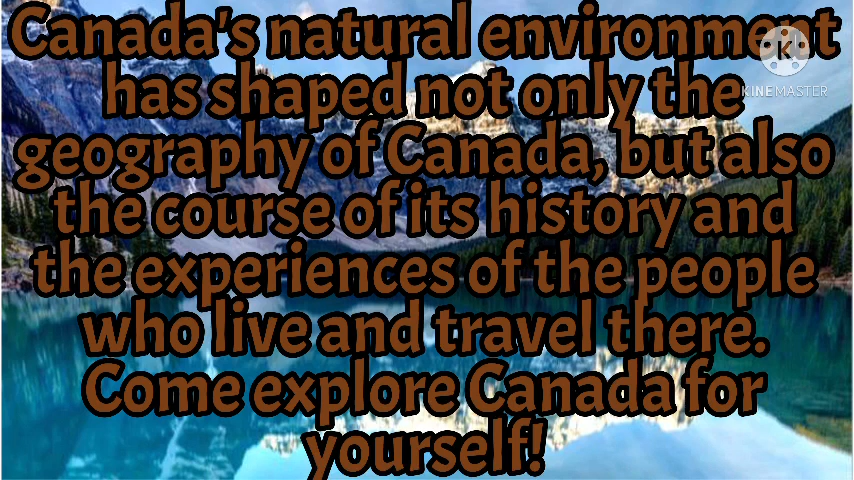 Canada's natural environment
has shaped not only the
geography of Canada, but also
the course of its history and
the experiences of the people
who live and travel there.
Come explore Canada for
yourself!
K
KINEMASTER